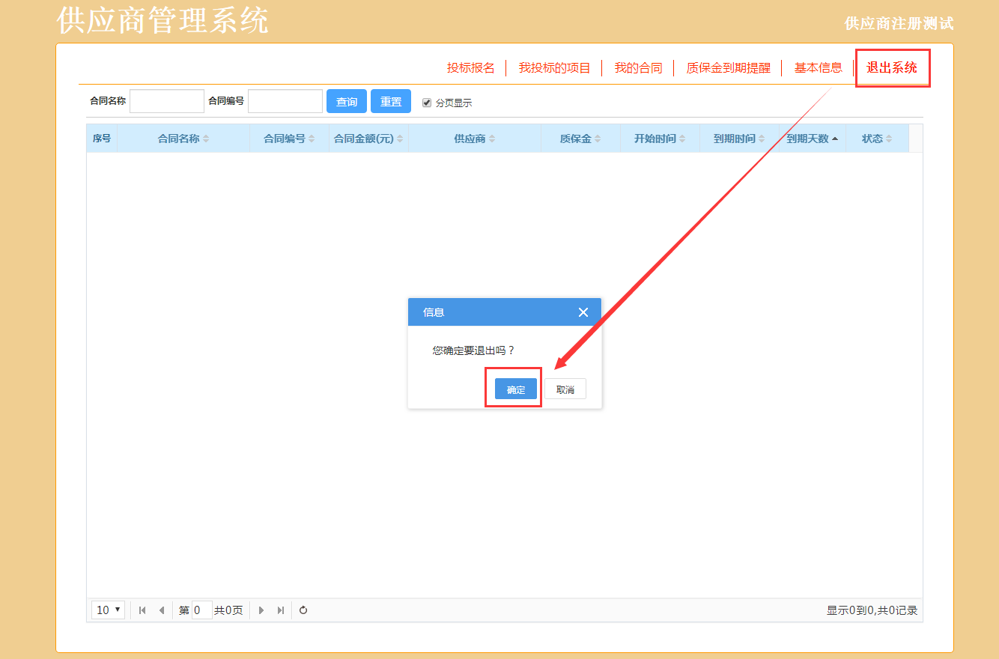 供应商管理系统
供应商注册测试
投标报名 我投标的项目 我的合同 质保金到期提醒 基本信息 退出系统
合同名称 合同编号 查询 重置 分页显示
序号 合同名称 合同编号 合同金额(元) 供应商 质保金 开始时间 到期时间 到期天数 状态
信息
您确定要退出吗？
确定 取消
10 第 0 共0页 显示0到0,共0记录